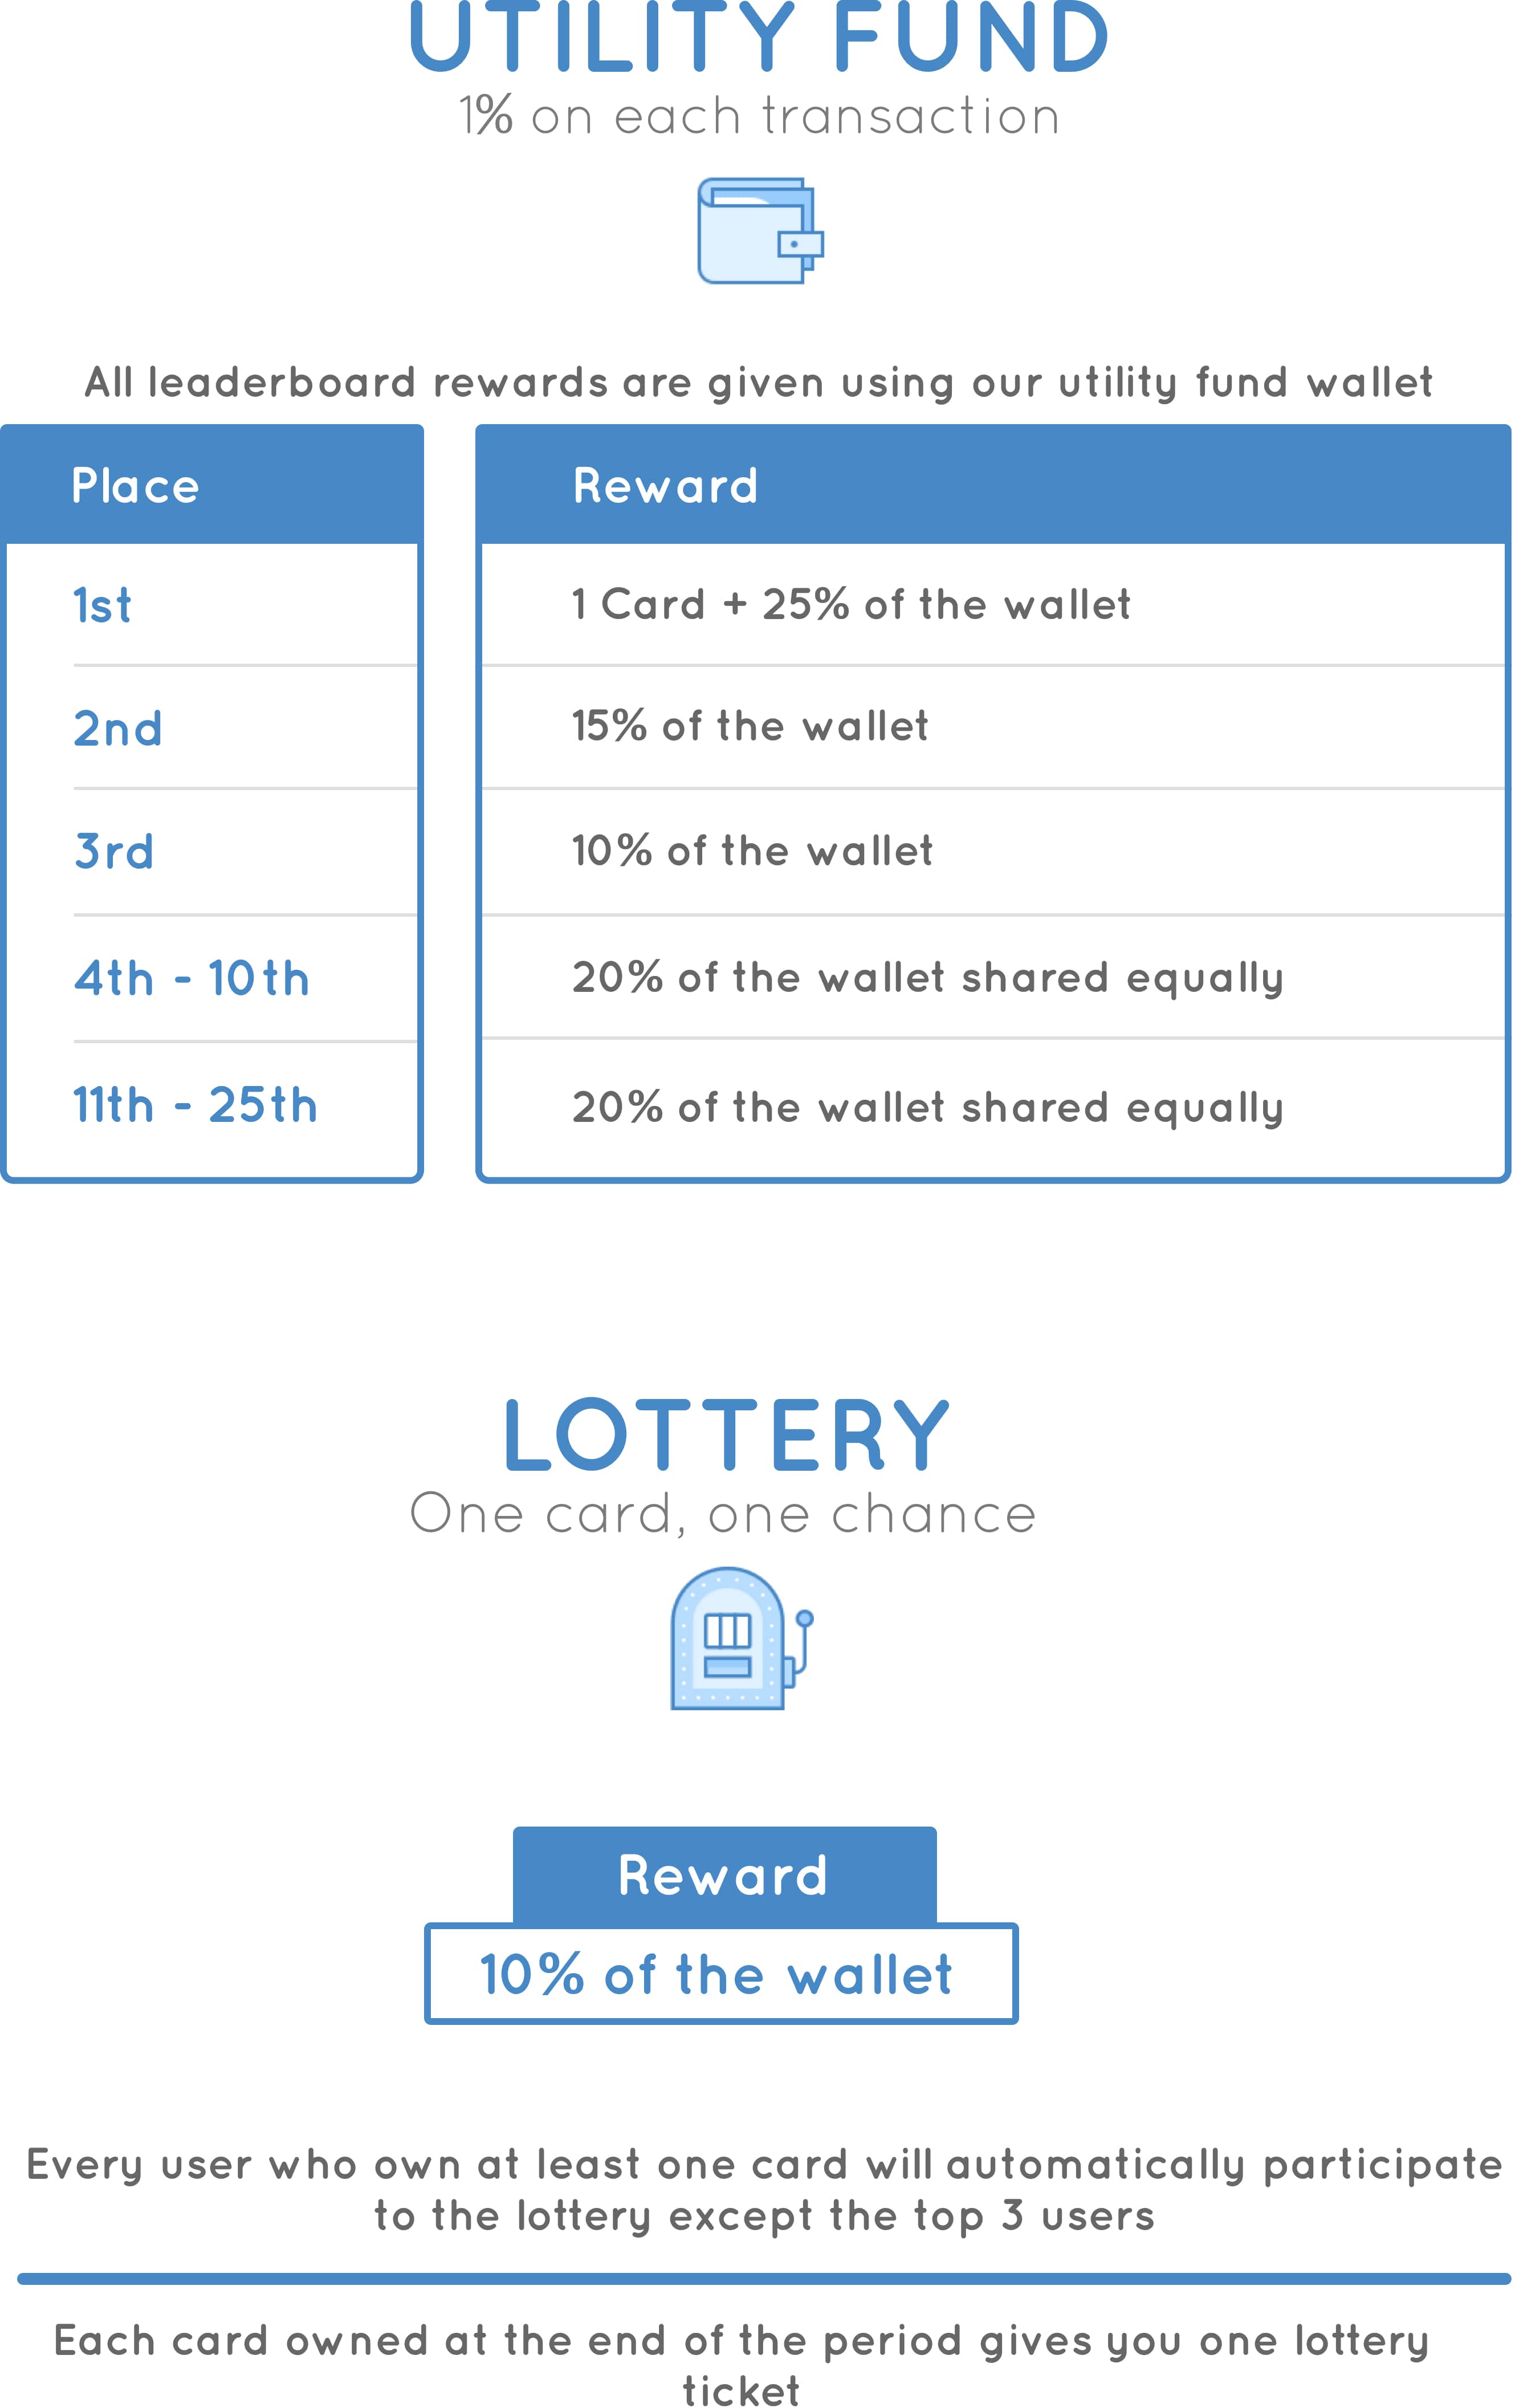 UTILITY FUND
1% on each transaction
All leaderboard rewards are given using our utility fund wallet
Place
Reward
1st
1 Card + 25% of the wallet
2nd
15% of the wallet
3rd
10% of the wallet
4th - 10th
20% of the wallet shared equally
11th - 25th
20% of the wallet shared equally
LOTTERY
One card, one chance
Reward
10% of the wallet
Every user who own at least one card will automatically participate
to the lottery except the top 3 users
Each card owned at the end of the period gives you one lottery
ticket